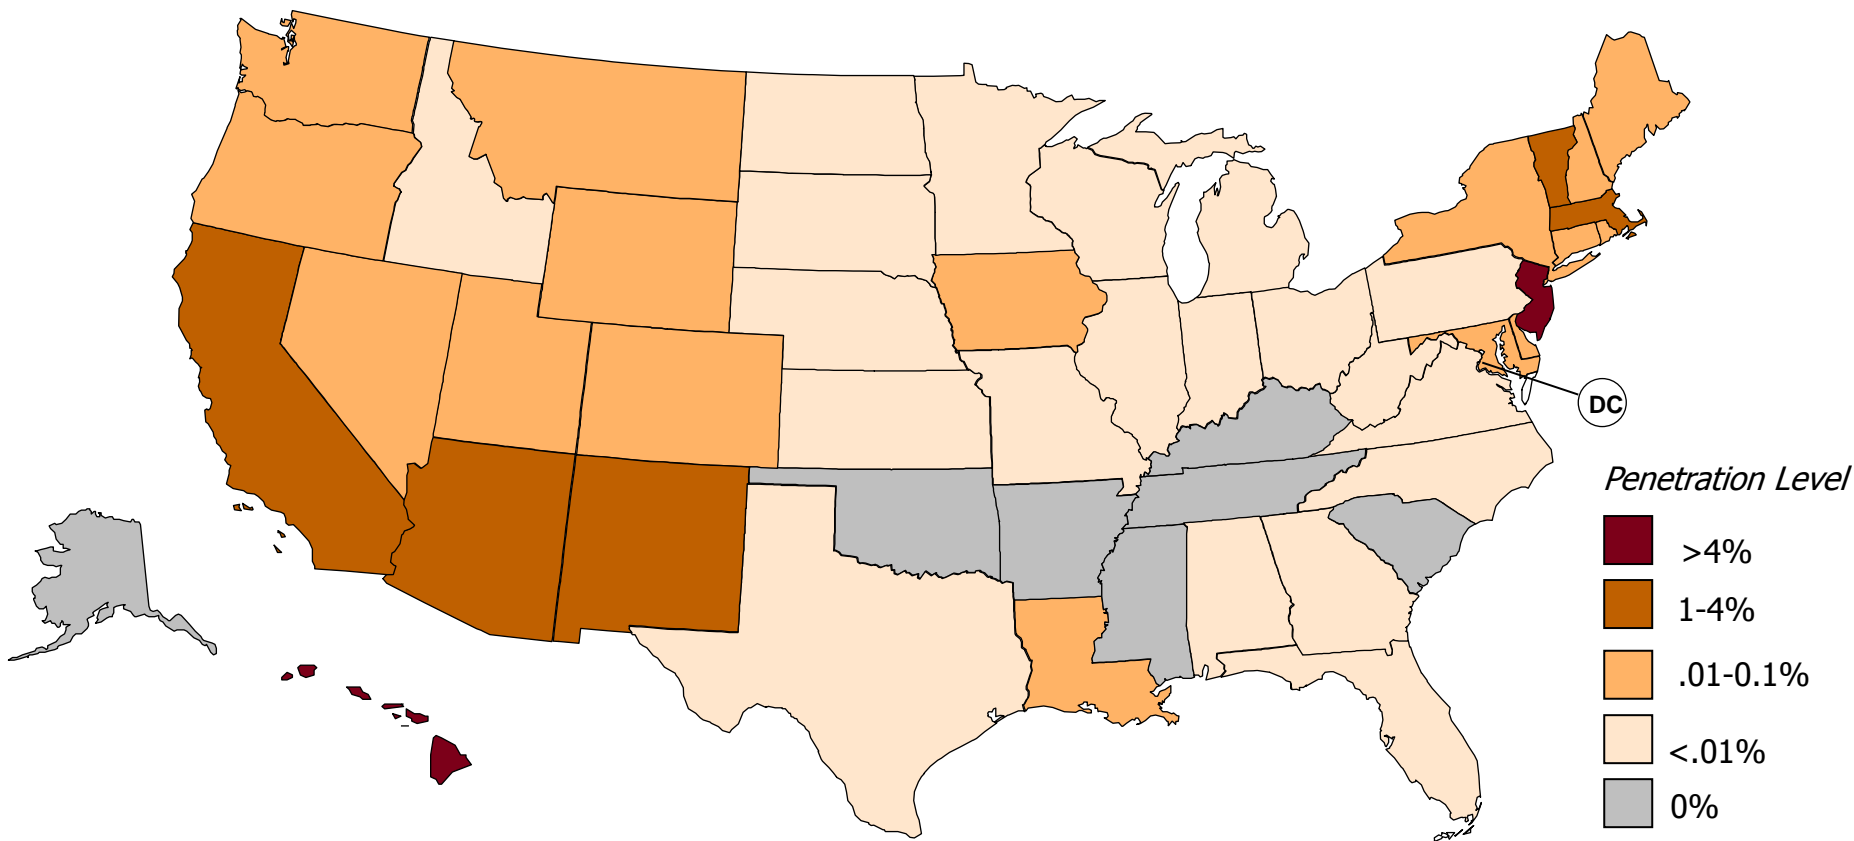 DC
Penetration Level
>4%
1-4%
.01-0.1%
<.01%
0%